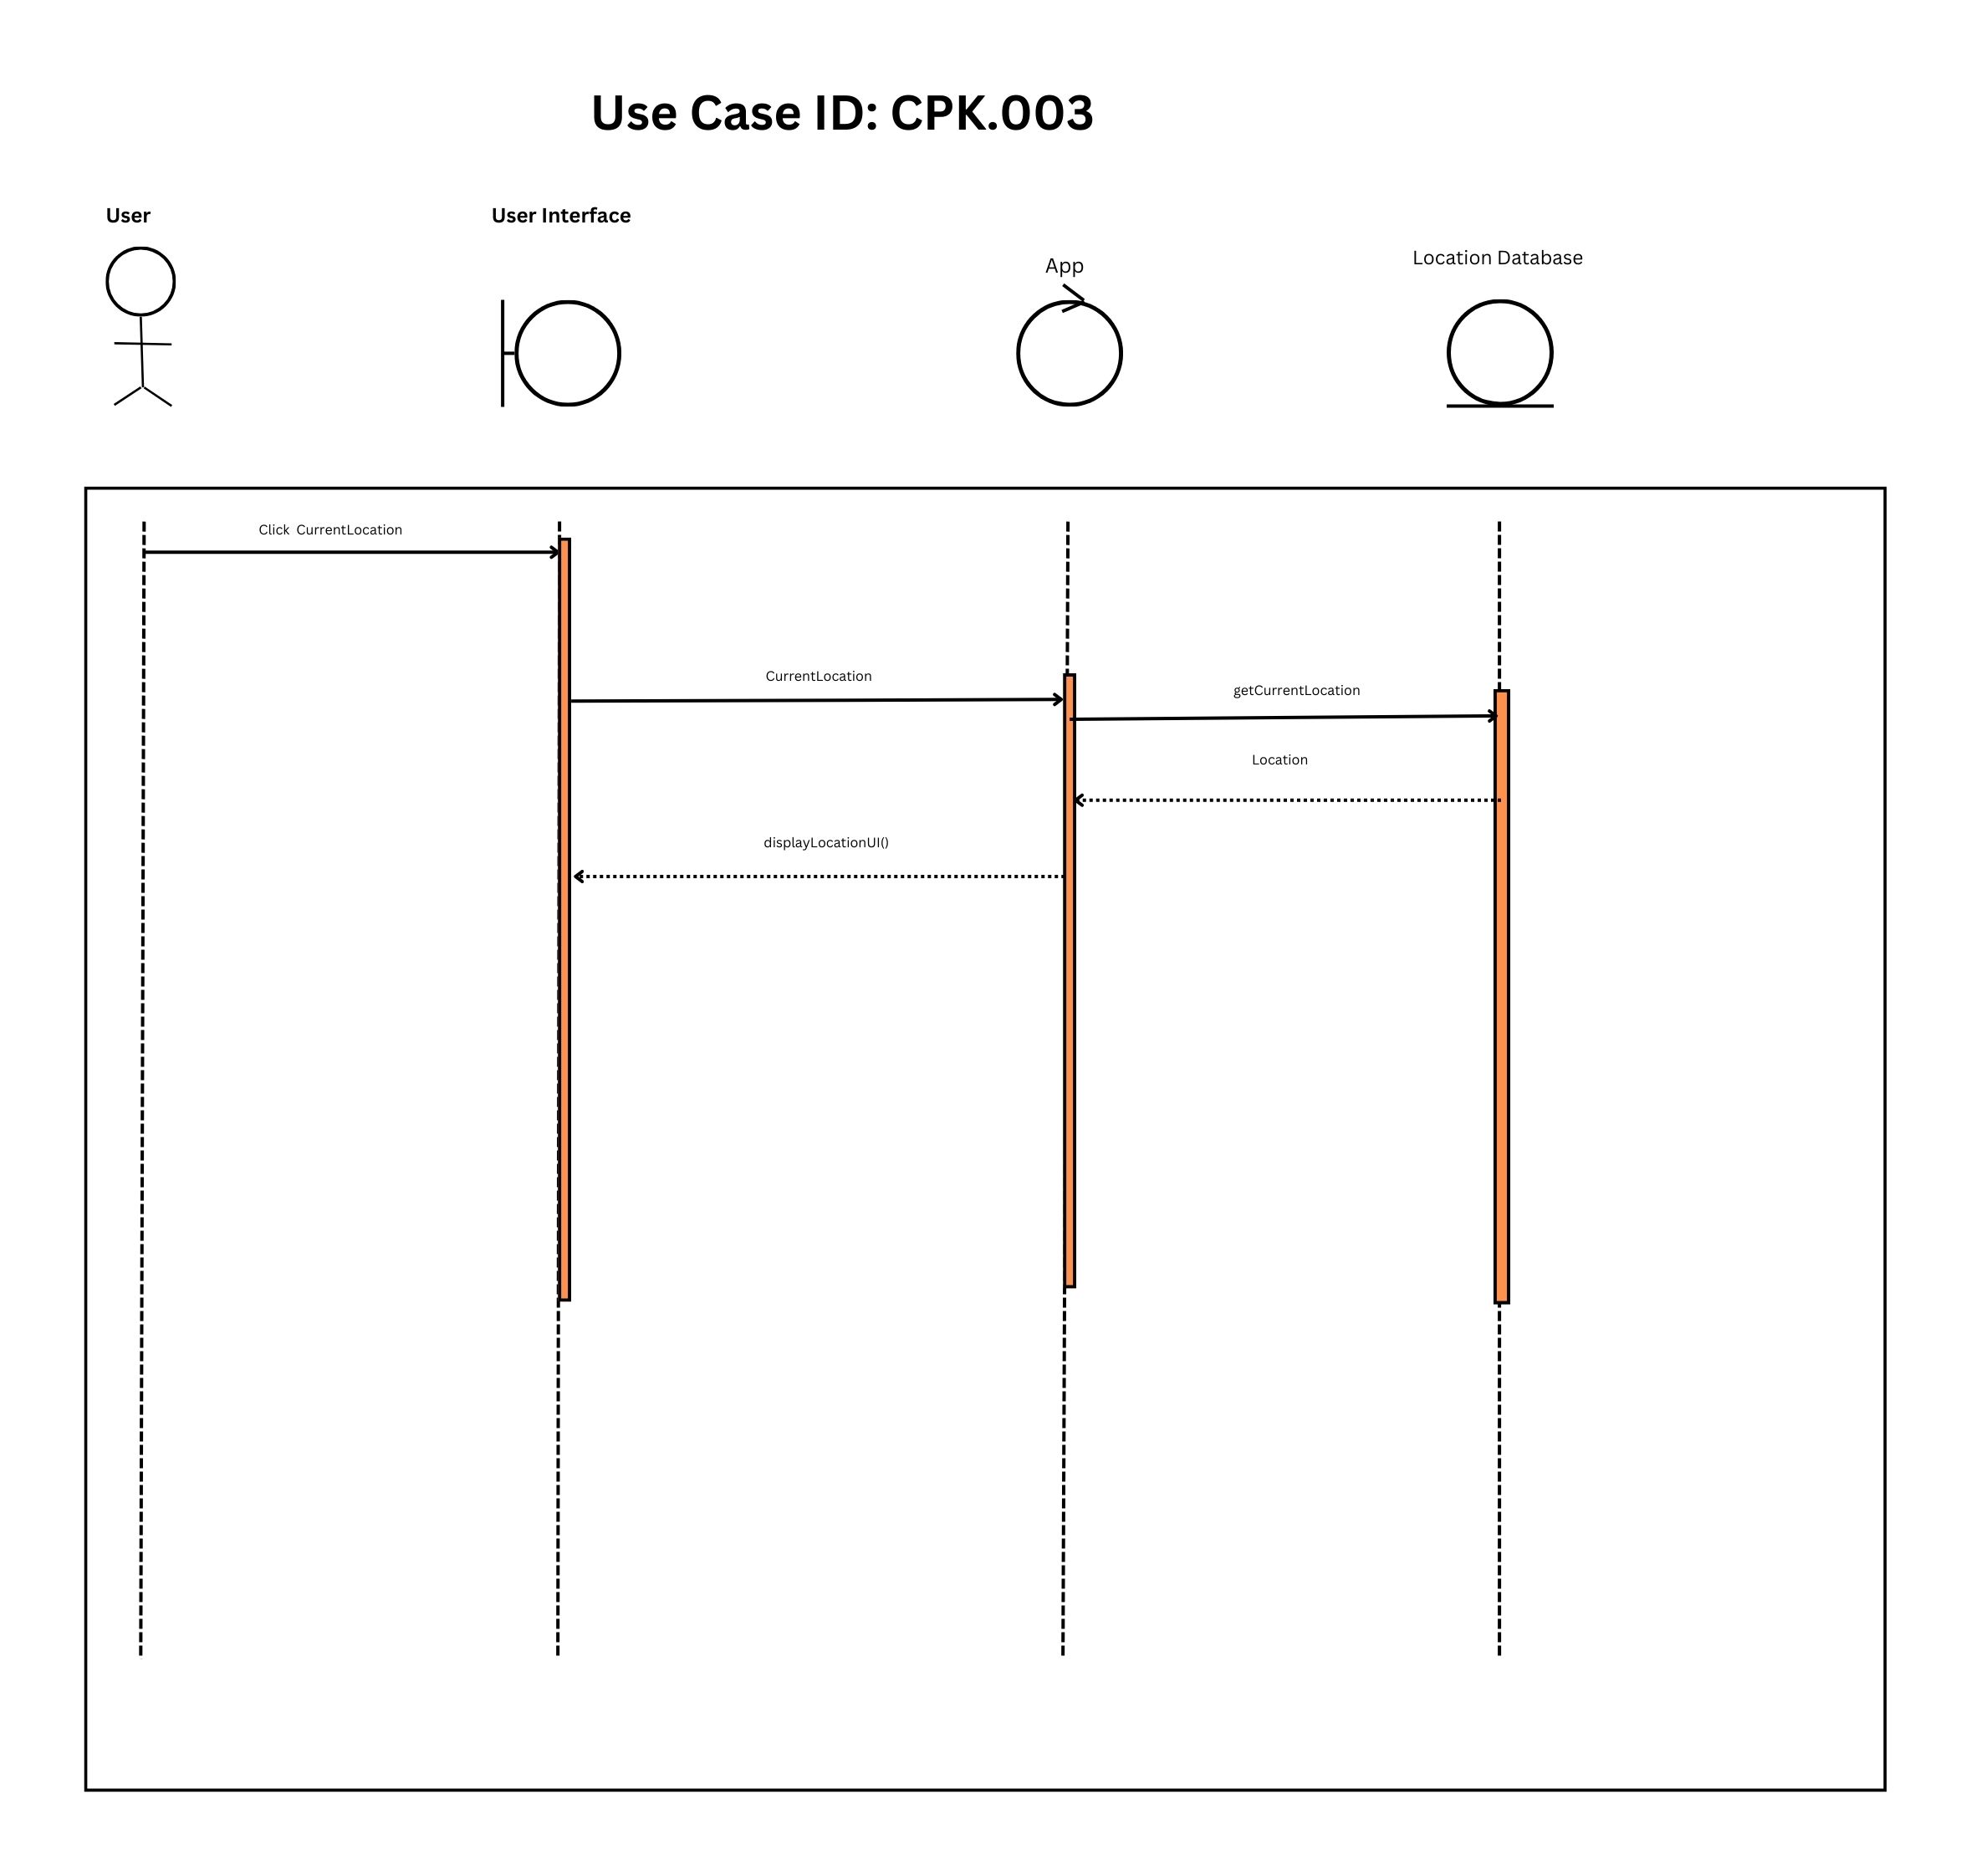 Use Case ID: CPK.003
User
User Interface
App
Location Database
Click CurrentLocation
CurrentLocation
getCurrentLocation
Location
displayLocationUI()